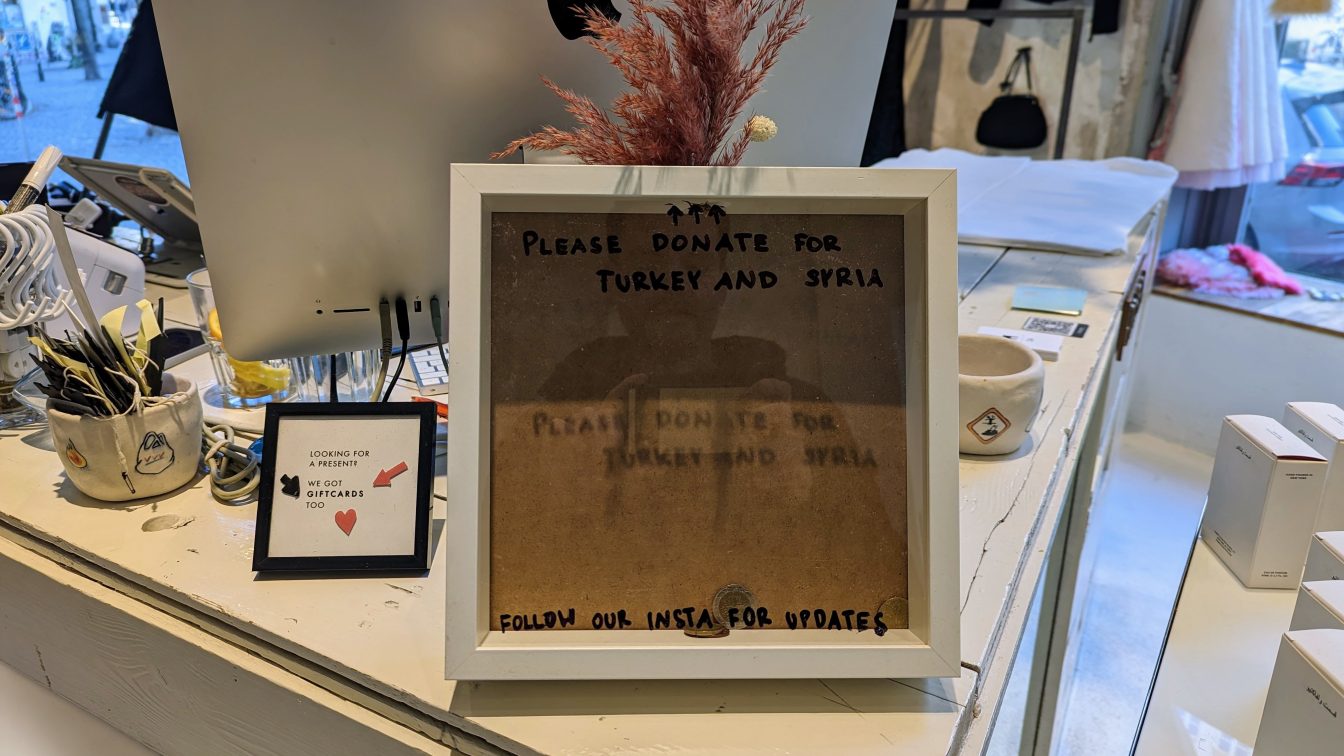 PLEASE DONATE FOR
TURKEY AND SYRIA
FOLLOW OUR INSTA FOR UPDATES
LOOKING FOR
A PRESENT?
WE GOT
GIFTCARDS
TOO